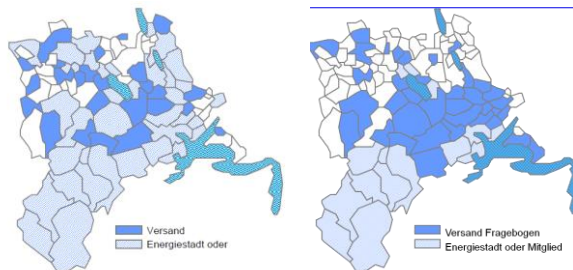 Versand
Energiestadt oder
Versand Fragebogen
Energiestadt oder Mitglied